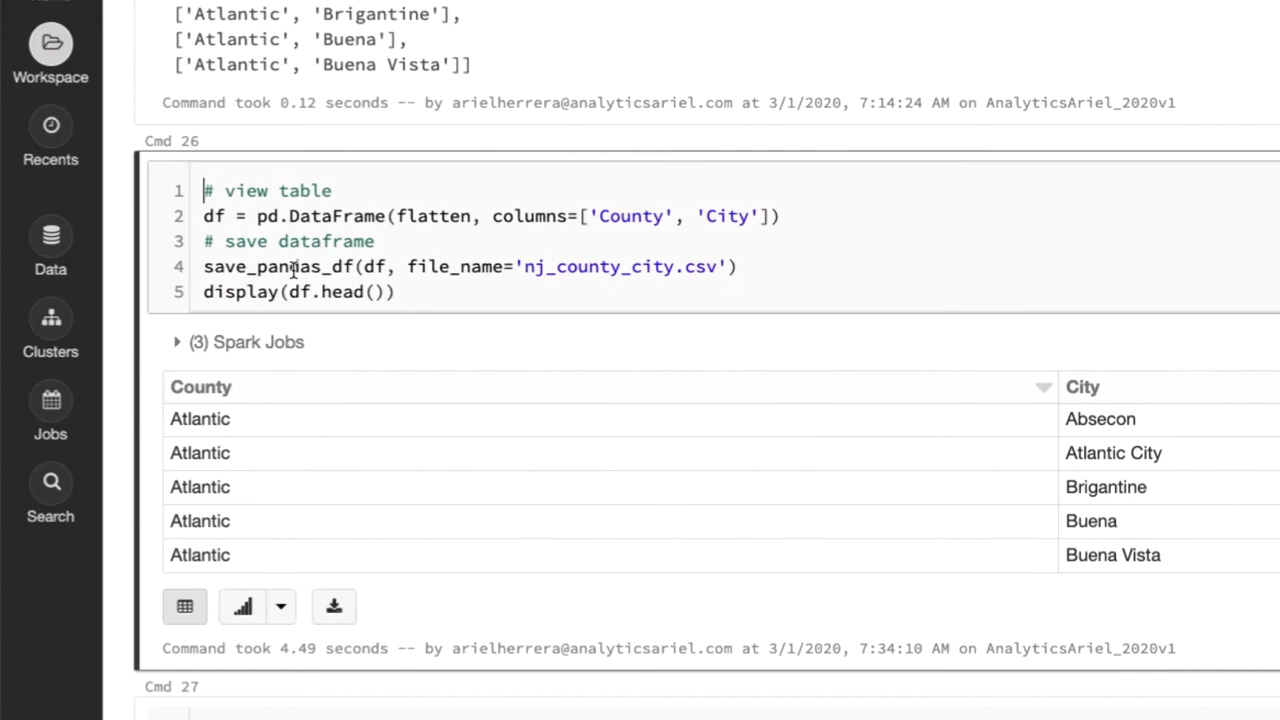 ['Atlantic', 'Brigantine'],
['Atlantic', 'Buena'],
['Atlantic', 'Buena Vista']]
Command took 0.12 seconds -- by arielherrera@analyticsariel.com at 3/1/2020, 7:14:24 AM on AnalyticsAriel_2020v1
Workspace
Recents
Data
Clusters
Jobs
Search
Cmd 26
1 # view table
2 df = pd.DataFrame(flatten, columns=['County', 'City'])
3 # save dataframe
4 save_pandas_df(df, file_name='nj_county_city.csv')
5 display(df.head())
(3) Spark Jobs
County City
Atlantic Absecon
Atlantic Atlantic City
Atlantic Brigantine
Atlantic Buena
Atlantic Buena Vista
Command took 4.49 seconds -- by arielherrera@analyticsariel.com at 3/1/2020, 7:34:10 AM on AnalyticsAriel_2020v1
Cmd 27